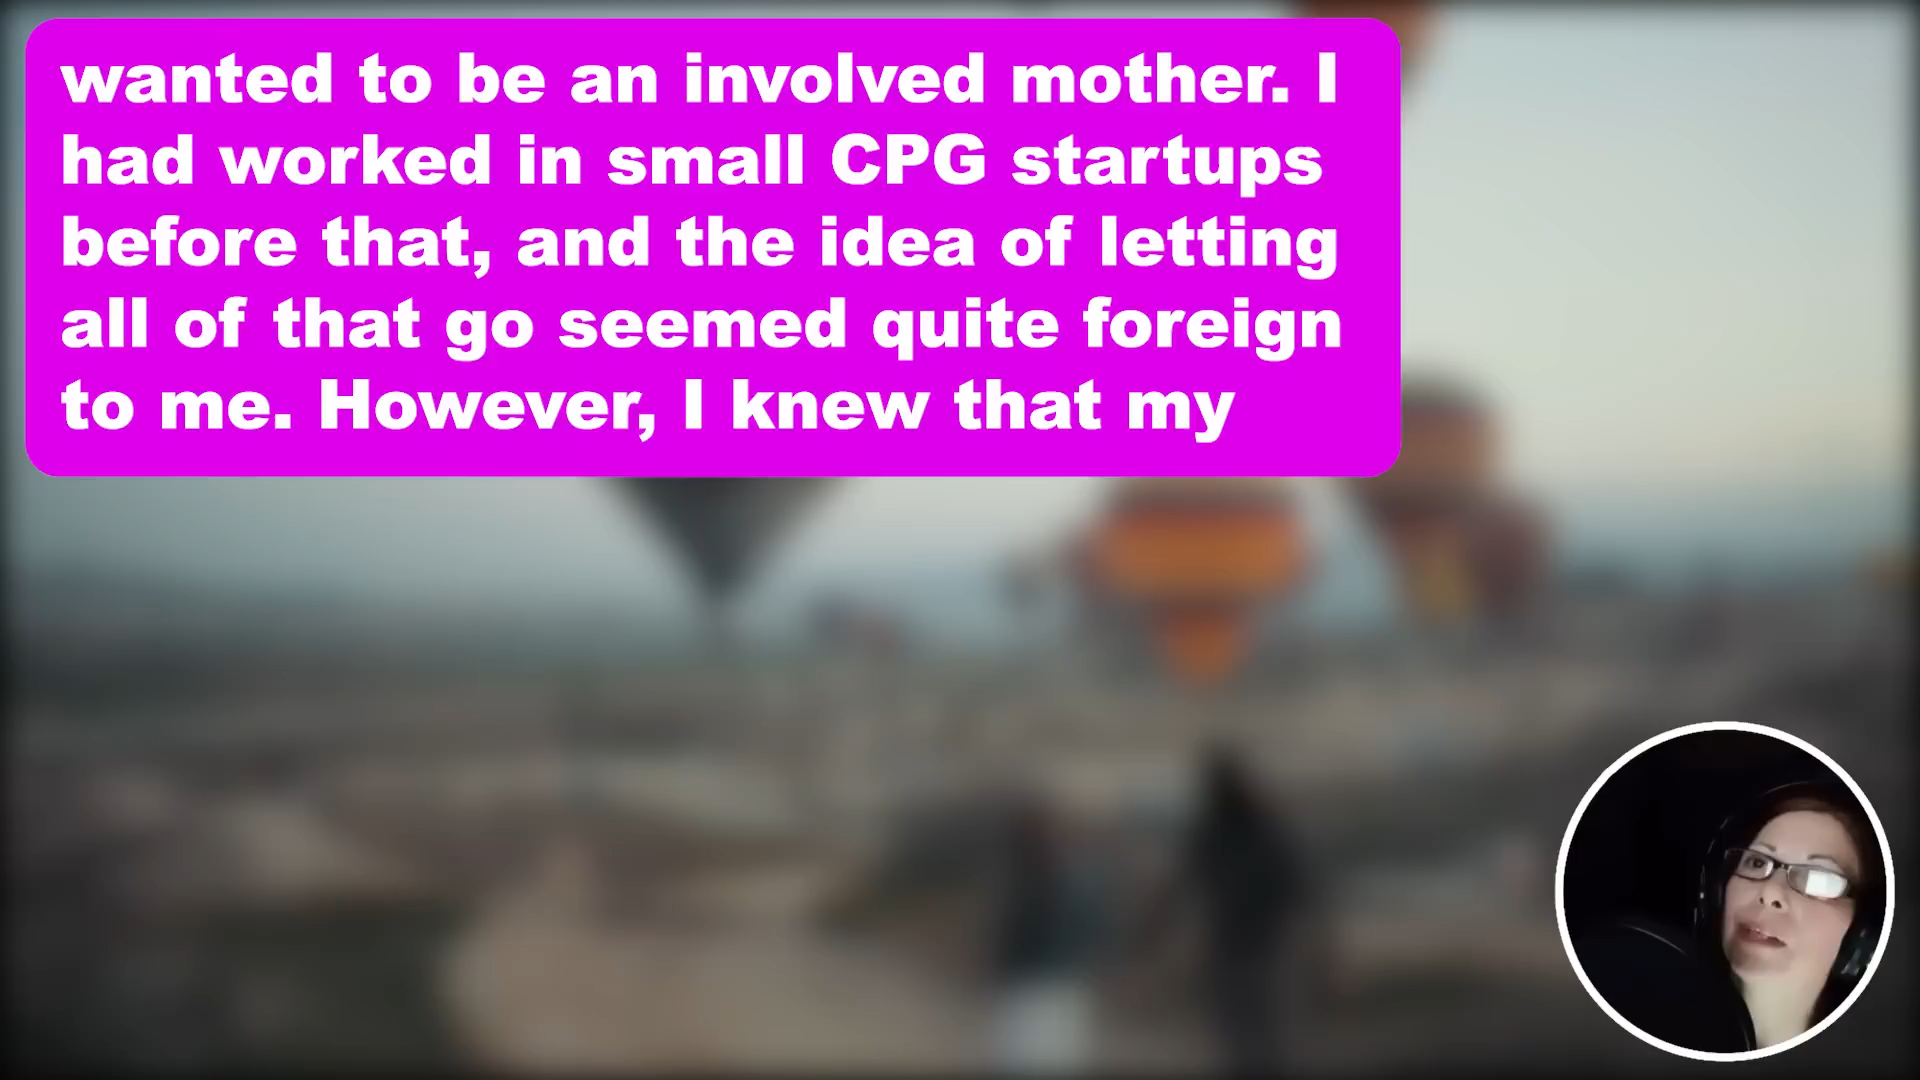 wanted to be an involved mother. I
had worked in small CPG startups
before that, and the idea of letting
all of that go seemed quite foreign
to me. However, I knew that my